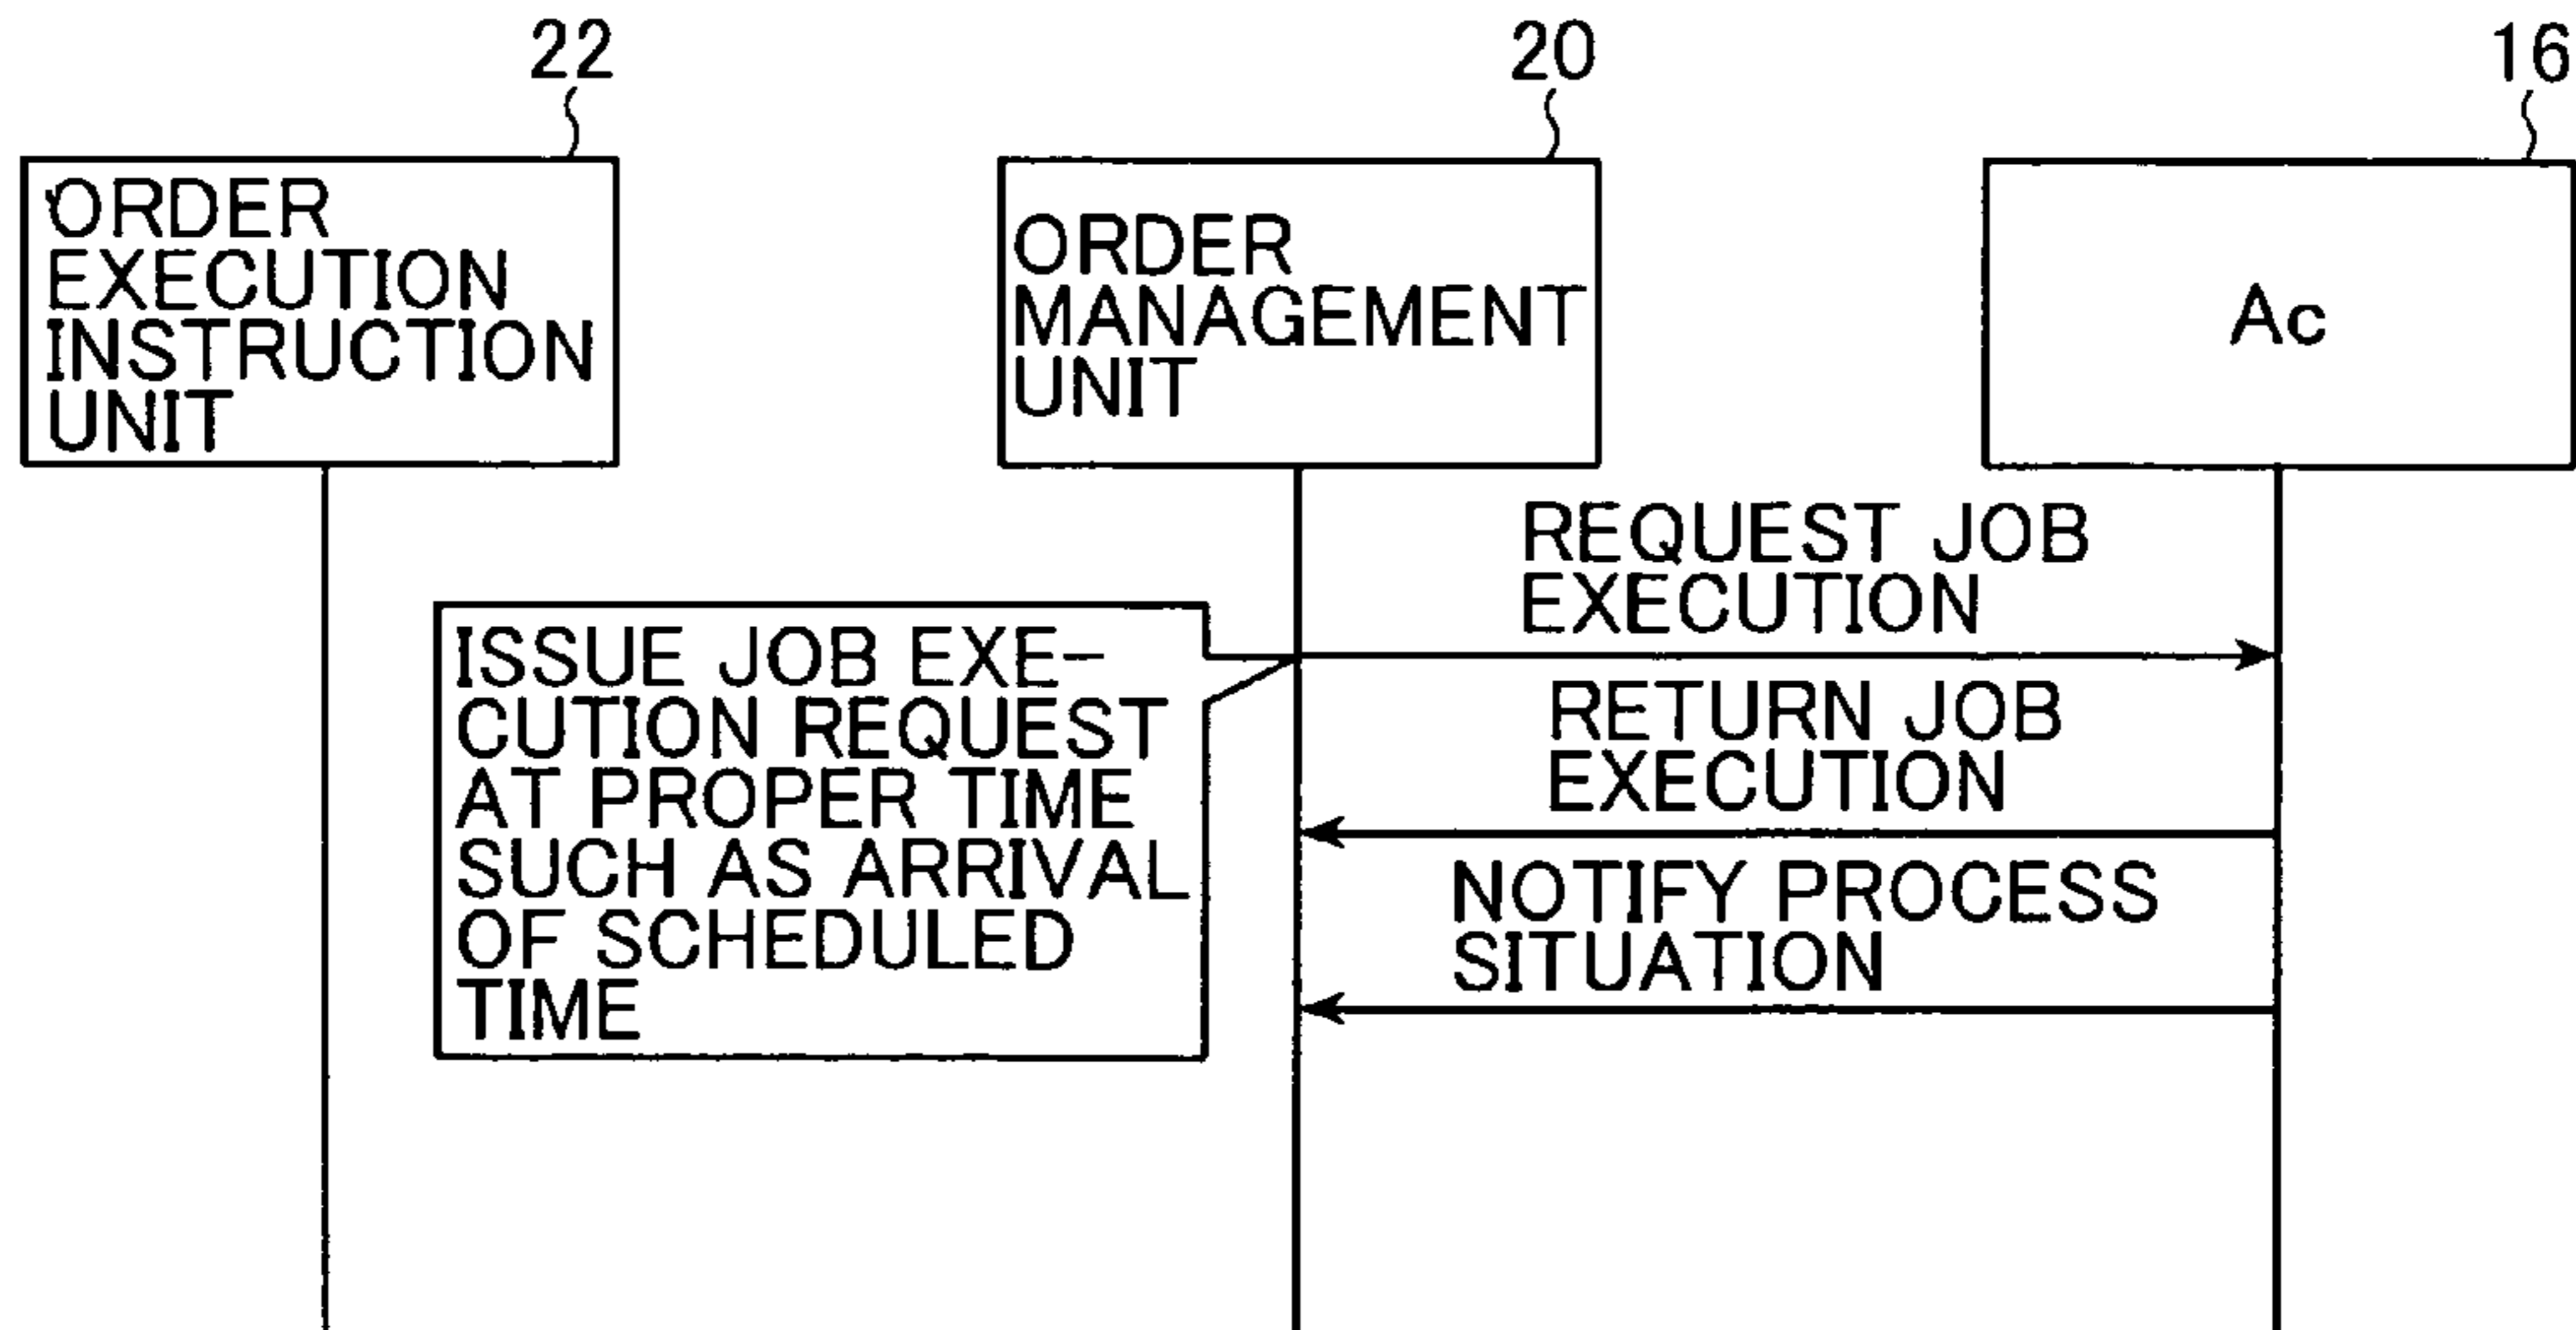 22
20
16
ORDER
EXECUTION
INSTRUCTION
UNIT
ORDER
MANAGEMENT
UNIT
Ac
REQUEST JOB
EXECUTION
ISSUE JOB EXE-
CUTION REQUEST
AT PROPER TIME
SUCH AS ARRIVAL
OF SCHEDULED
TIME
RETURN JOB
EXECUTION
NOTIFY PROCESS
SITUATION